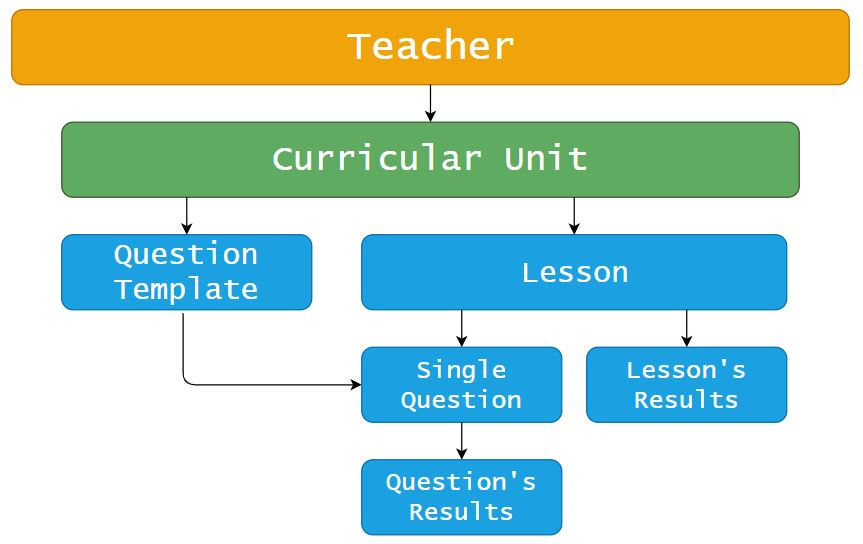 Teacher
Curricular Unit
Question
Template
Lesson
Single
Question
Lesson's
Results
Question's
Results